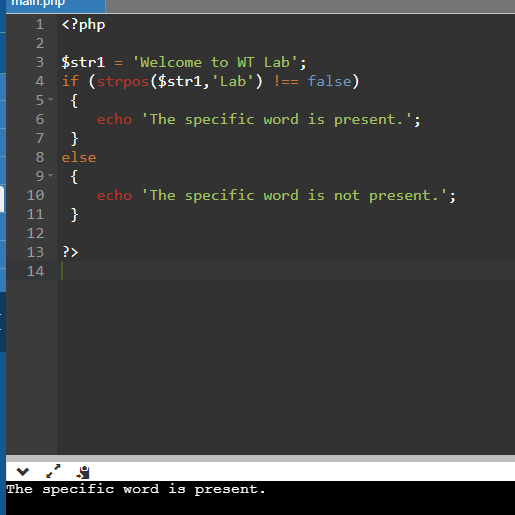 main.php
1 <?php
2
3 $str1 = 'Welcome to WT Lab';
4 if (strpos($str1,'Lab') !== false)
5 {
6 echo 'The specific word is present.';
7 }
8 else
9 {
10 echo 'The specific word is not present.';
11 }
12
13 ?>
14
The specific word is present.